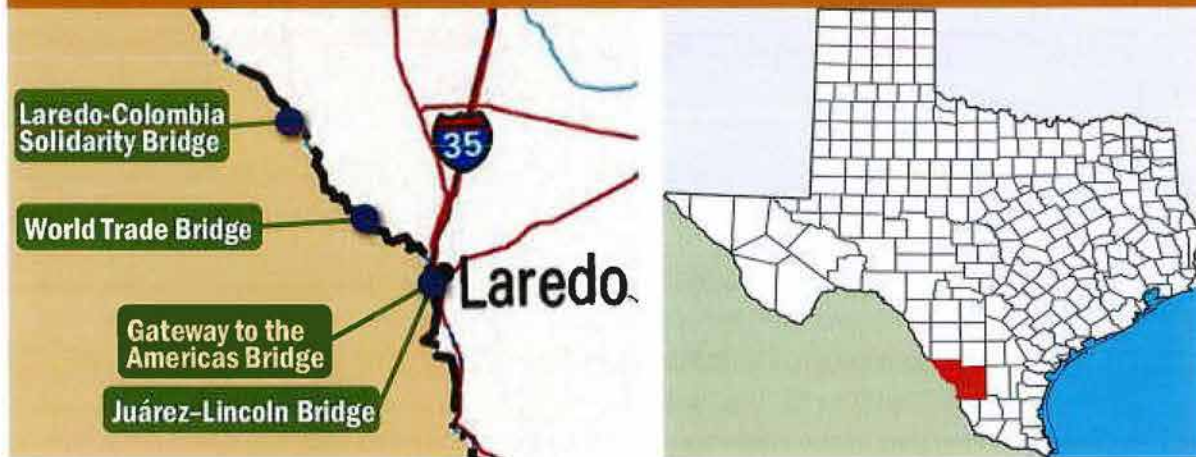 Laredo-Colombia
Solidarity Bridge
35
World Trade Bridge
Laredo
Gateway to the
Americas Bridge
Juárez–Lincoln Bridge